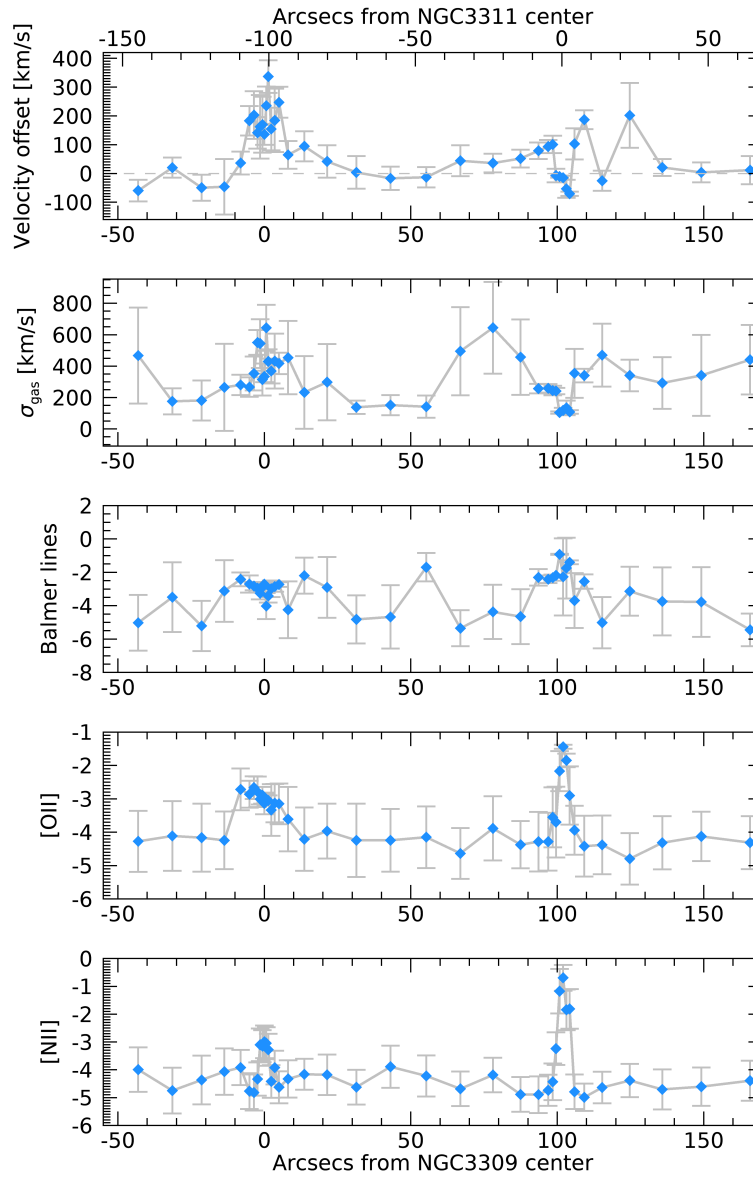 Arcsecs from NGC3311 center
-150 -100 -50 0 50
Velocity offset [km/s]
400
300
200
100
0
-100
-50 0 50 100 150
σgas [km/s]
800
600
400
200
0
-50 0 50 100 150
Balmer lines
2
0
-2
-4
-6
-8
-50 0 50 100 150
[OII]
-1
-2
-3
-4
-5
-6
-50 0 50 100 150
[NII]
0
-1
-2
-3
-4
-5
-6
-50 0 50 100 150
Arcsecs from NGC3309 center